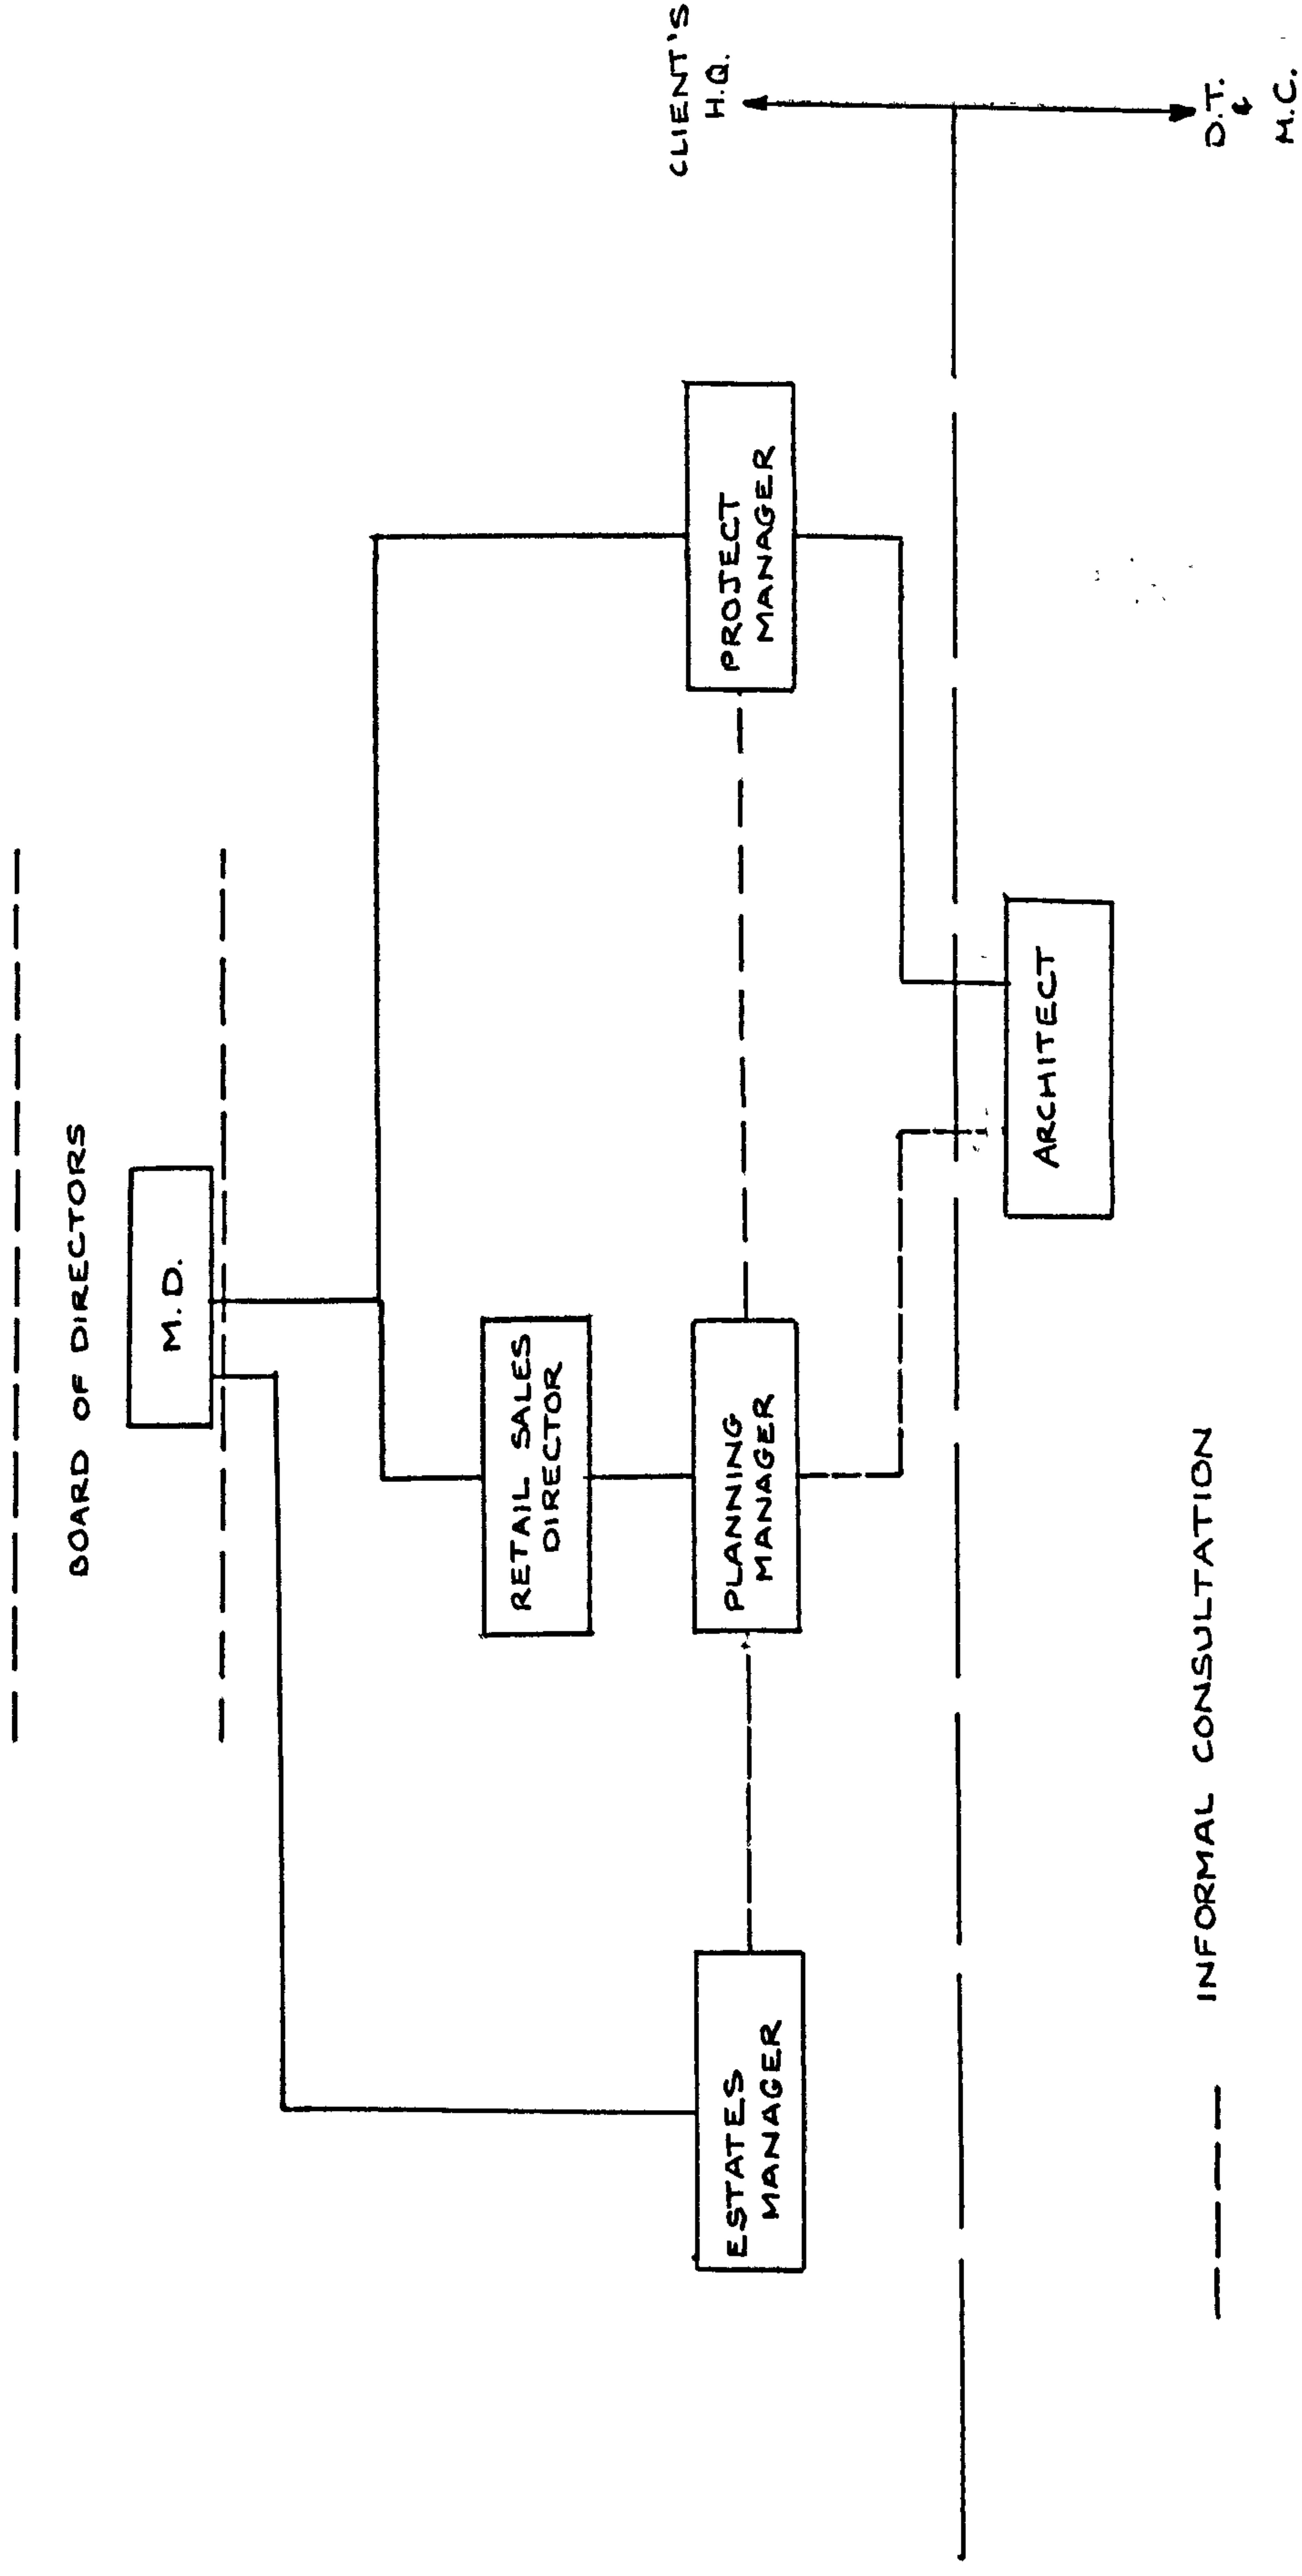 BOARD OF DIRECTORS
M.D.
RETAIL SALES
DIRECTOR
CLIENT'S
H.Q.
ESTATES
MANAGER
PLANNING
MANAGER
PROJECT
MANAGER
ARCHITECT
D.T.
&
M.C.
INFORMAL CONSULTATION